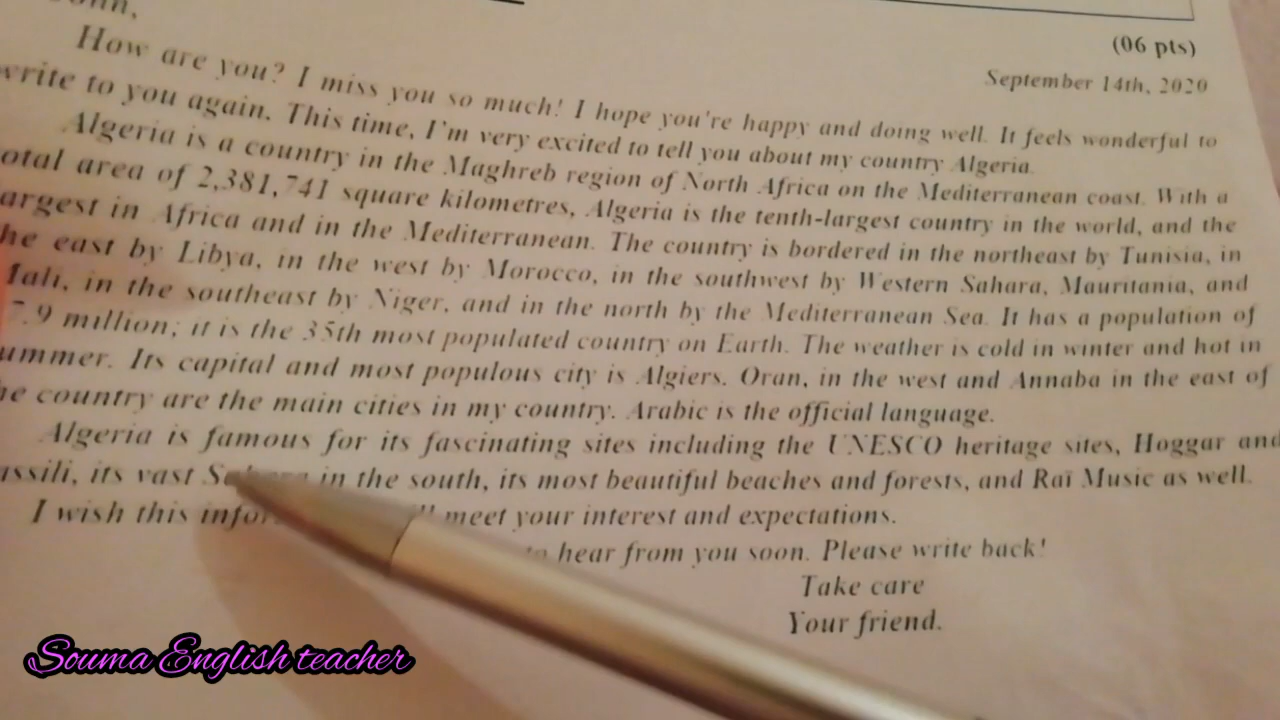 (06 pts)
September 14th, 2020
How are you? I miss you so much! I hope you're happy and doing well. It feels wonderful to
write to you again. This time, I'm very excited to tell you about my country Algeria.
Algeria is a country in the Maghreb region of North Africa on the Mediterranean coast. With a
area of 2,381,741 square kilometres, Algeria is the tenth-largest country in the world, and the
in Africa and in the Mediterranean. The country is bordered in the northeast by Tunisia, in
east by Libya, in the west by Morocco, in the southwest by Western Sahara, Mauritania, and
in the southeast by Niger, and in the north by the Mediterranean Sea. It has a population of
7.9 million; it is the 35th most populated country on Earth. The weather is cold in winter and hot in
Its capital and most populous city is Algiers. Oran, in the west and Annaba in the east of
country are the main cities in my country. Arabic is the official language.
Algeria is famous for its fascinating sites including the UNESCO heritage sites, Hoggar and
its vast in the south, its most beautiful beaches and forests, and Raï Music as well.
I wish this meet your interest and expectations.
to hear from you soon. Please write back!
Take care
Your friend.
Souma English teacher